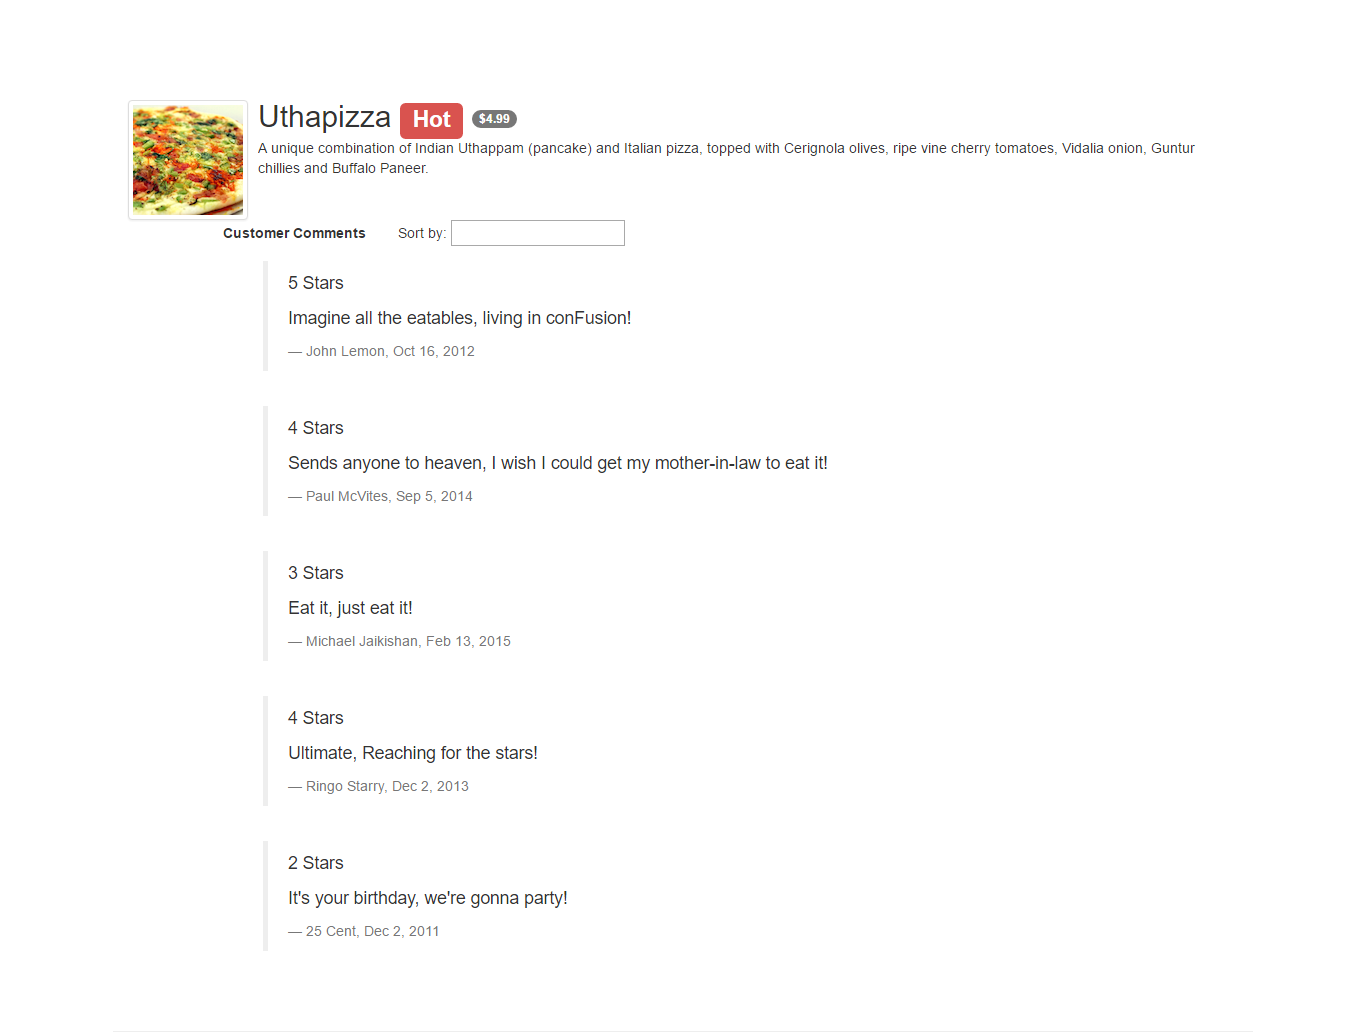 Uthapizza Hot $4.99
A unique combination of Indian Uthappam (pancake) and Italian pizza, topped with Cerignola olives, ripe vine cherry tomatoes, Vidalia onion, Guntur
chillies and Buffalo Paneer.
Customer Comments Sort by:
5 Stars
Imagine all the eatables, living in conFusion!
— John Lemon, Oct 16, 2012
4 Stars
Sends anyone to heaven, I wish I could get my mother-in-law to eat it!
— Paul McVites, Sep 5, 2014
3 Stars
Eat it, just eat it!
— Michael Jaikishan, Feb 13, 2015
4 Stars
Ultimate, Reaching for the stars!
— Ringo Starry, Dec 2, 2013
2 Stars
It's your birthday, we're gonna party!
— 25 Cent, Dec 2, 2011